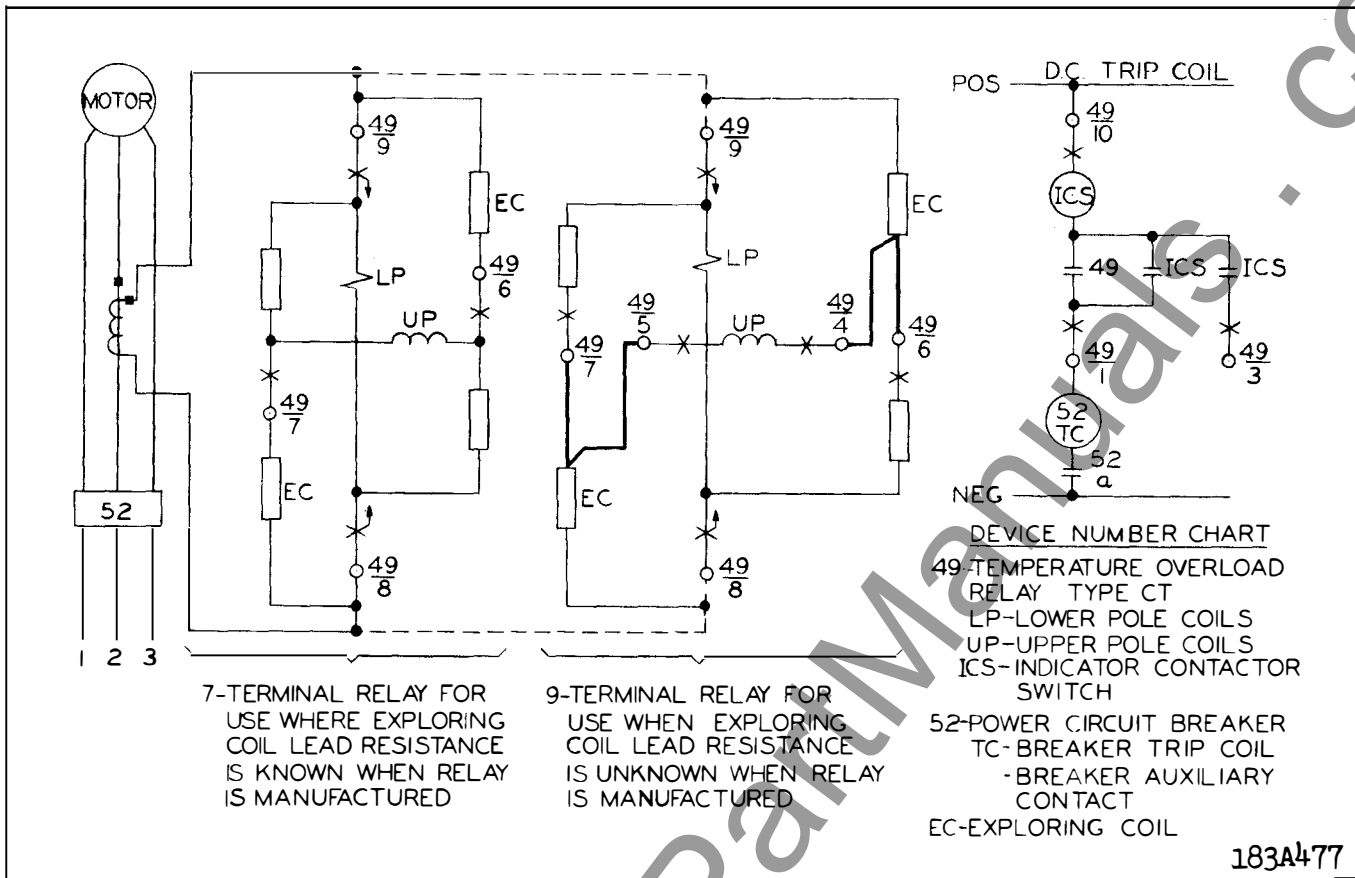 MOTOR
52
1 2 3
49/9
EC
LP
49/6
UP
49/7
EC
49/8
49/9
EC
LP
49/5
UP
49/4
49/6
49/7
EC
49/8
7-TERMINAL RELAY FOR
USE WHERE EXPLORING
COIL LEAD RESISTANCE
IS KNOWN WHEN RELAY
IS MANUFACTURED
9-TERMINAL RELAY FOR
USE WHEN EXPLORING
COIL LEAD RESISTANCE
IS UNKNOWN WHEN RELAY
IS MANUFACTURED
D.C. TRIP COIL
POS
49/10
ICS
49 ICS ICS
49/1
49/3
52
TC
52
a
NEG
DEVICE NUMBER CHART
49-TEMPERATURE OVERLOAD
RELAY TYPE CT
LP-LOWER POLE COILS
UP-UPPER POLE COILS
ICS-INDICATOR CONTACTOR
SWITCH
52-POWER CIRCUIT BREAKER
TC-BREAKER TRIP COIL
-BREAKER AUXILIARY
CONTACT
EC-EXPLORING COIL
183A477
PartManuals.co